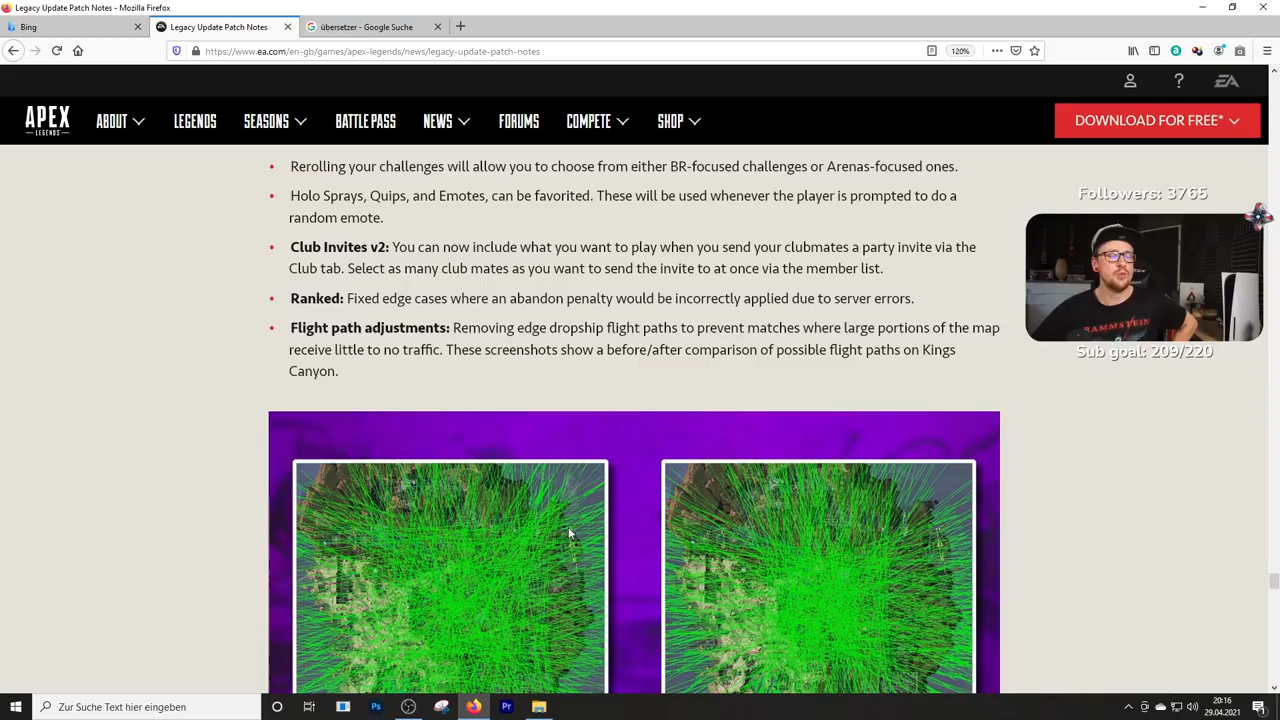 Legacy Update Patch Notes - Mozilla Firefox
Bing
Legacy Update Patch Notes
übersetzer - Google Suche
https://www.ea.com/en-gb/games/apex-legends/news/legacy-update-patch-notes
120%
EA
APEX
LEGENDS
ABOUT
LEGENDS
SEASONS
BATTLE PASS
NEWS
FORUMS
COMPETE
SHOP
DOWNLOAD FOR FREE*
• Rerolling your challenges will allow you to choose from either BR-focused challenges or Arenas-focused ones.
• Holo Sprays, Quips, and Emotes, can be favorited. These will be used whenever the player is prompted to do a
random emote.
• Club Invites v2: You can now include what you want to play when you send your clubmates a party invite via the
Club tab. Select as many club mates as you want to send the invite to at once via the member list.
• Ranked: Fixed edge cases where an abandon penalty would be incorrectly applied due to server errors.
• Flight path adjustments: Removing edge dropship flight paths to prevent matches where large portions of the map
receive little to no traffic. These screenshots show a before/after comparison of possible flight paths on Kings
Canyon.
Followers: 3765
RAMMSTEIN
Sub goal: 209/220
Zur Suche Text hier eingeben
Ps
Pr
20:16
29.04.2021